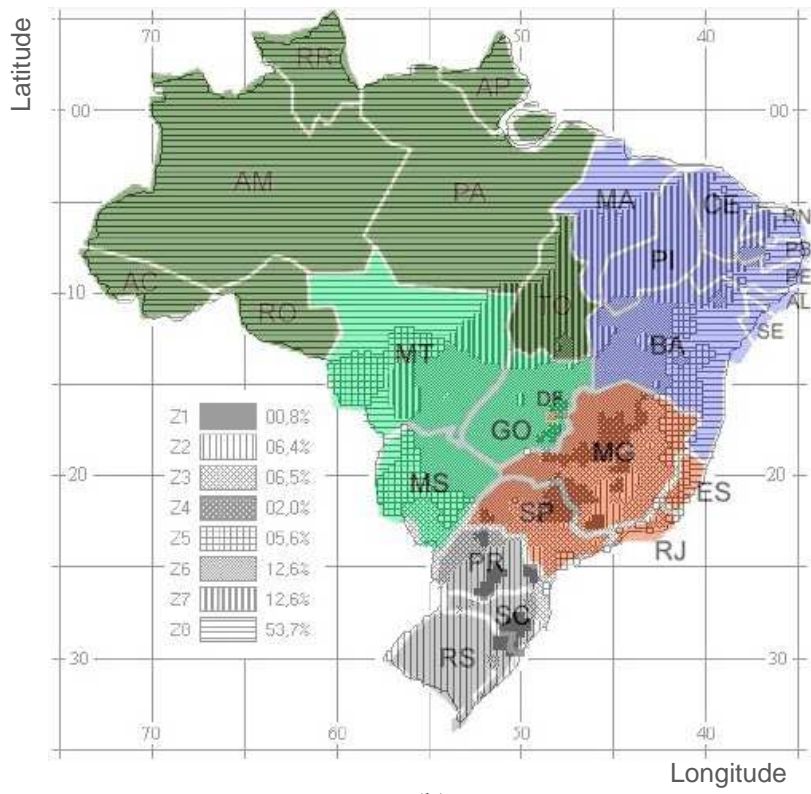 Latitude
70 50 40
RR
AP
00 00
AM PA MA CE RN
PI PB
PE
AC AL
10 TO
RO SE
MT BA
DF
GO
MG
Z1 00,8%
Z2 06,4%
Z3 06,5%
Z4 02,0%
Z5 05,6%
Z6 12,6%
Z7 12,6%
Z8 53,7%
20 20
MS ES
SP
RJ
PR
SC
RS
30 30
70 60 50 40
Longitude